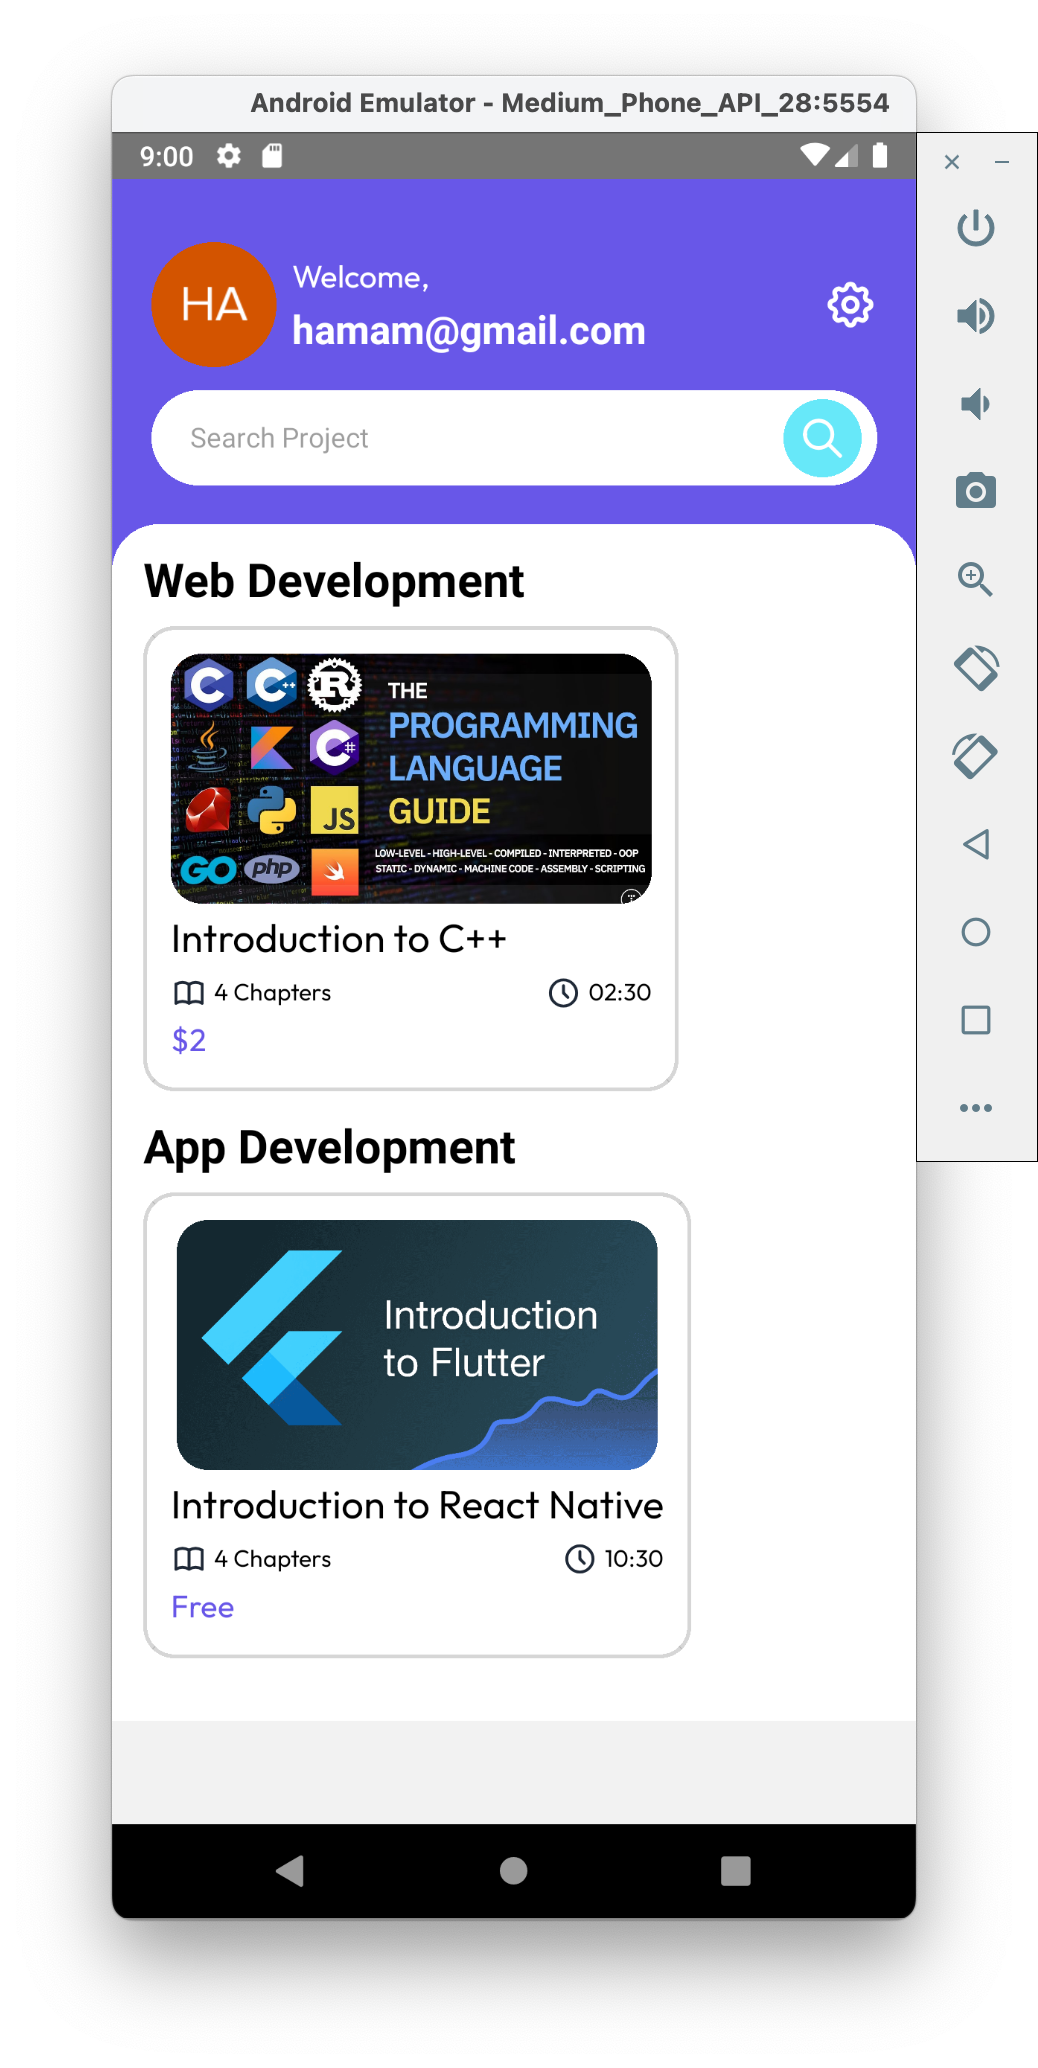 Android Emulator - Medium_Phone_API_28:5554
9:00
HA
Welcome,
hamam@gmail.com
Search Project
Web Development
C
C++
R
THE
PROGRAMMING
LANGUAGE
GUIDE
Java
C#
JS
GO
php
LOW-LEVEL - HIGH-LEVEL - COMPILED - INTERPRETED - OOP
STATIC - DYNAMIC - MACHINE CODE - ASSEMBLY - SCRIPTING
Introduction to C++
4 Chapters
02:30
$2
App Development
Introduction
to Flutter
Introduction to React Native
4 Chapters
10:30
Free